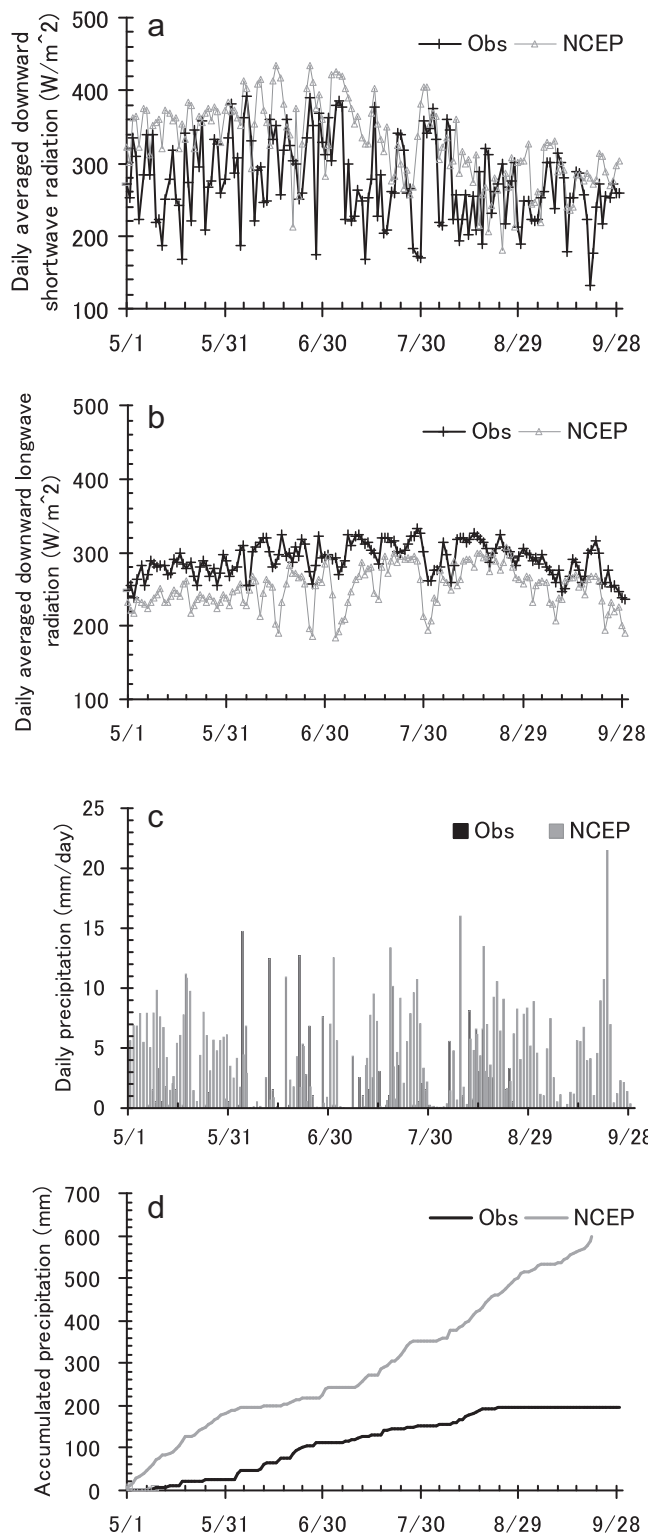 a
Obs NCEP
Daily averaged downward
shortwave radiation (W/m^2)
500
400
300
200
100
5/1 5/31 6/30 7/30 8/29 9/28
b
Obs NCEP
Daily averaged downward longwave
radiation (W/m^2)
500
400
300
200
100
5/1 5/31 6/30 7/30 8/29 9/28
c
Obs NCEP
Daily precipitation (mm/day)
25
20
15
10
5
0
5/1 5/31 6/30 7/30 8/29 9/28
d
Obs NCEP
Accumulated precipitation (mm)
700
600
500
400
300
200
100
0
5/1 5/31 6/30 7/30 8/29 9/28